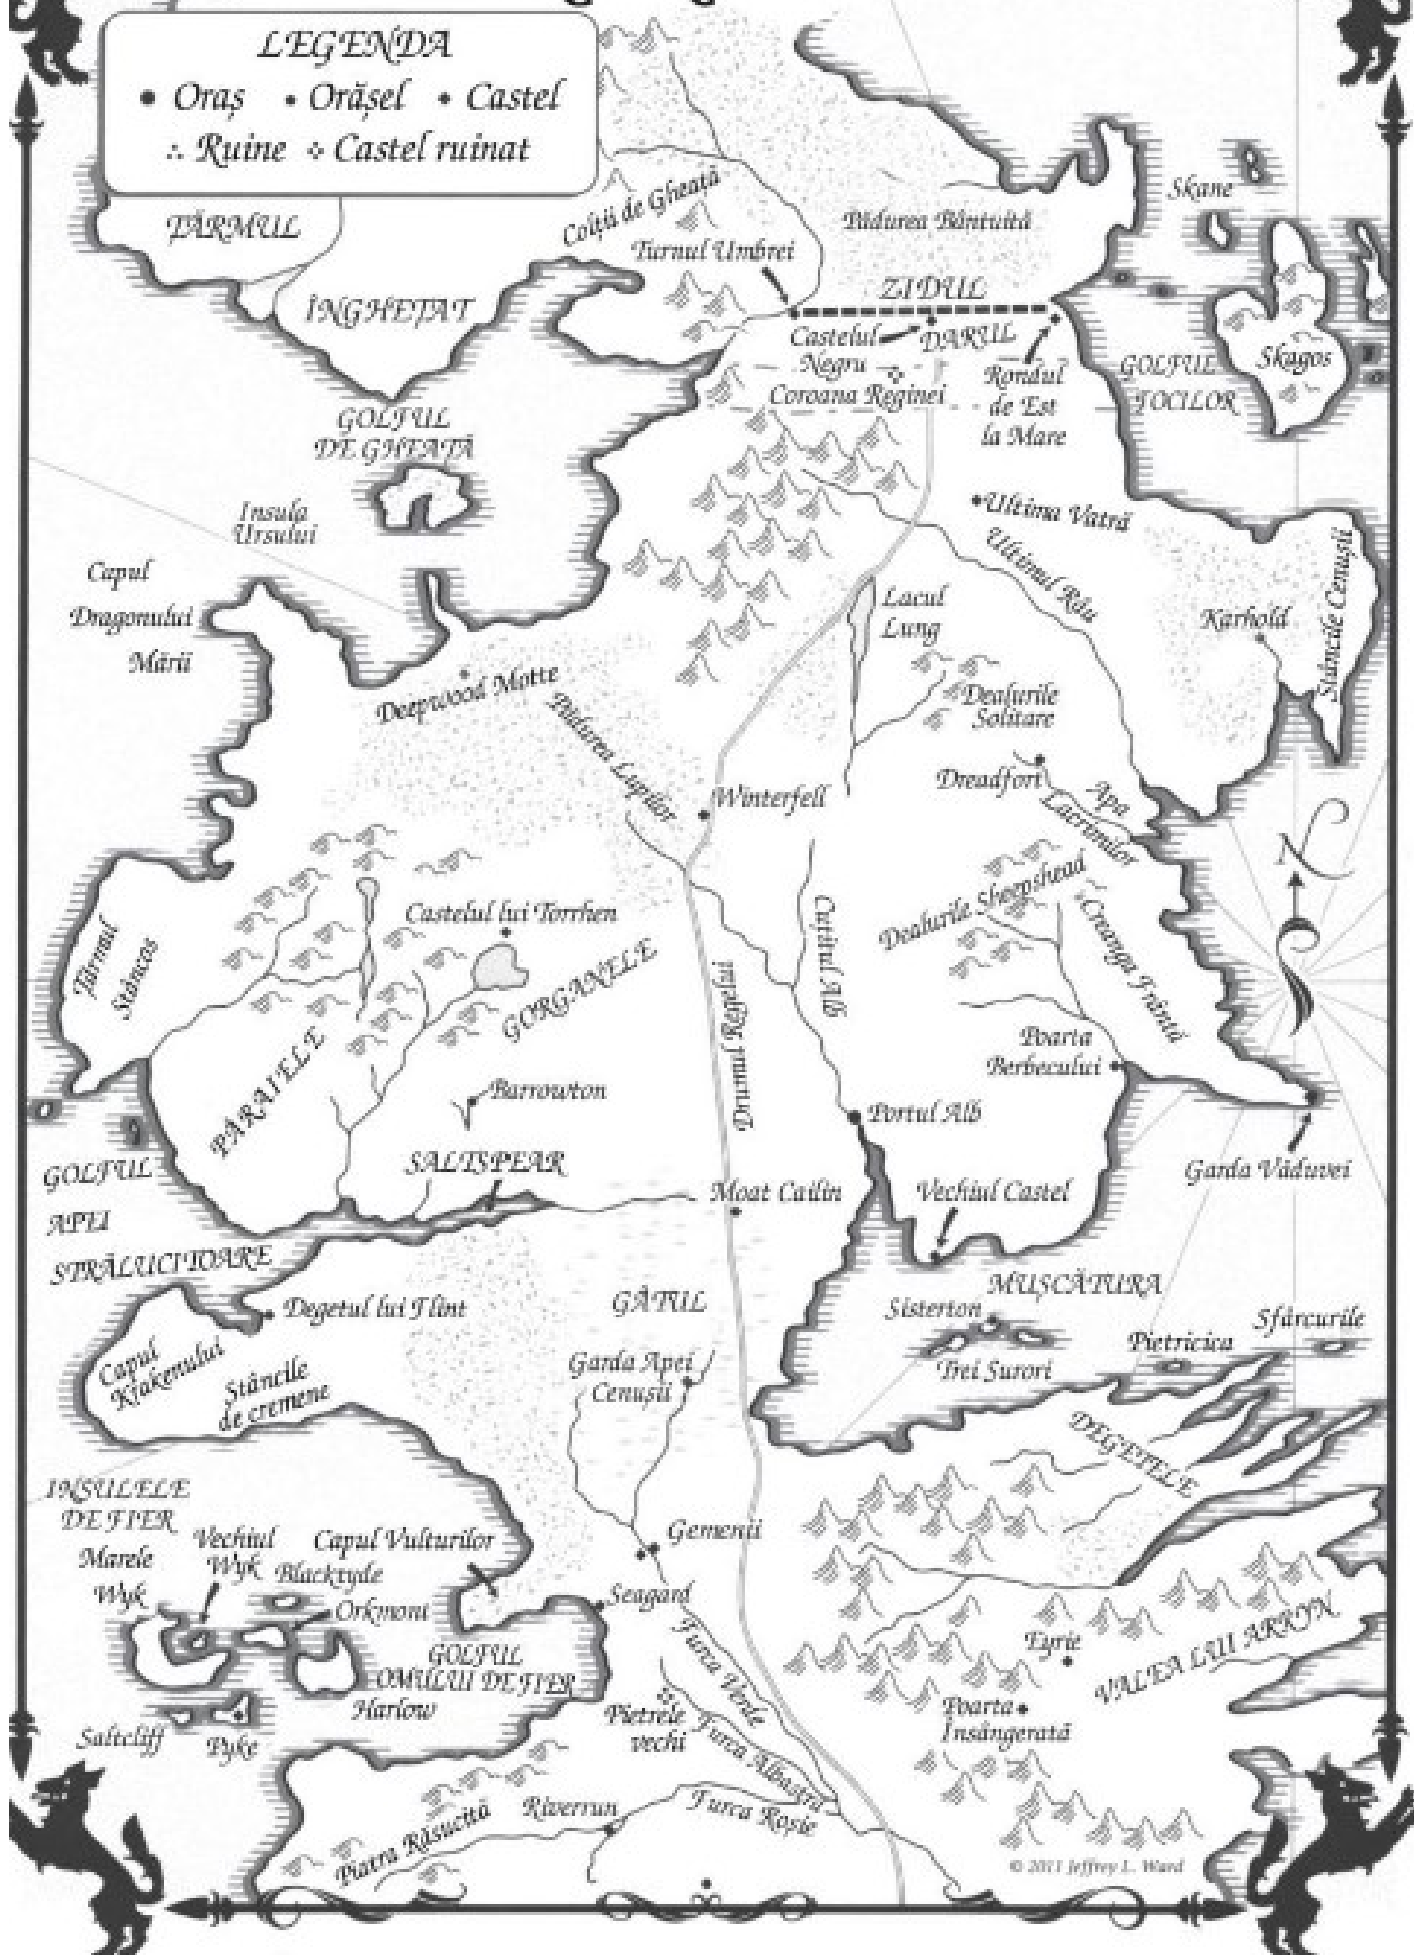 LEGENDA
Oraș Orășel Castel
Ruine Castel ruinat
ȚĂRMUL
ÎNGHEȚAT
Colții de Gheață
Turnul Umbrei
Pădurea Bântuită
Skane
ZIDUL
Castelul
Negru
DARUL
Coroana Reginei
Rondul
de Est
la Mare
GOLFUL
FOCILOR
Skagos
GOLFUL
DE GHEAȚĂ
Insula
Ursului
Ultima Vatră
Ultimul Râu
Capul
Dragonului
Mării
Lacul
Lung
Karhold
Stâncile Cenușii
Deepwood Motte
Pădurea Lupilor
Dealurile
Solitare
Dreadfort
Apa
Lacrimilor
Winterfell
Dealurile Sheepshead
Castelul lui Torrhen
Cuțitul Alb
Creanga Frântă
Țărmul
Stâncos
GORGANELE
PÂRAIELE
Drumul Regelui
Poarta
Berbecului
Barrowton
Portul Alb
GOLFUL
APEI
STRĂLUCITOARE
SALTSPEAR
Moat Cailin
Vechiul Castel
Garda Văduvei
MUȘCĂTURA
Degetul lui Flint
GÂTUL
Sisterton
Sfârcurile
Pietricica
Trei Surori
Capul
Krakenului
Stâncile
de cremene
Garda Apei
Cenușii
DEGETELE
INSULELE
DE FIER
Marele
Wyk
Vechiul
Wyk
Blacktyde
Capul Vulturilor
Orkmont
Gemenii
Seagard
GOLFUL
OMULUI DE FIER
Harlow
Saltcliff
Pyke
Furca Verde
Eyrie
VALEA LUI ARRYN
Pietrele
vechi
Furca Albastră
Poarta
Însângerată
Piatra Răsucită
Riverrun
Furca Roșie
© 2011 Jeffrey L. Ward